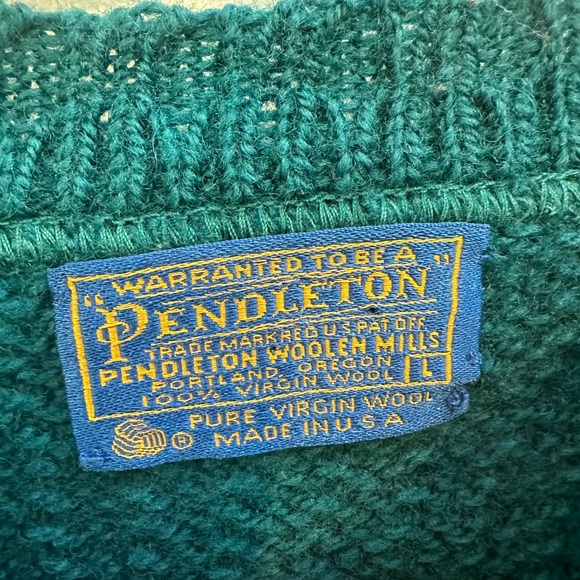 "WARRANTED TO BE A
PENDLETON"
TRADE MARK REG U.S. PAT. OFF.
PENDLETON WOOLEN MILLS
PORTLAND, OREGON
100% VIRGIN WOOL L
PURE VIRGIN WOOL
® MADE IN U S A